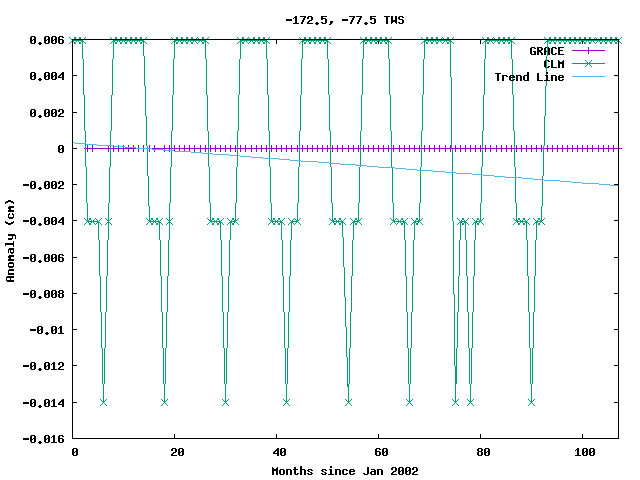 -172.5, -77.5 TWS
0.006
0.004
0.002
0
-0.002
-0.004
-0.006
-0.008
-0.01
-0.012
-0.014
-0.016
Anomaly (cm)
GRACE
CLM
Trend Line
0 20 40 60 80 100
Months since Jan 2002